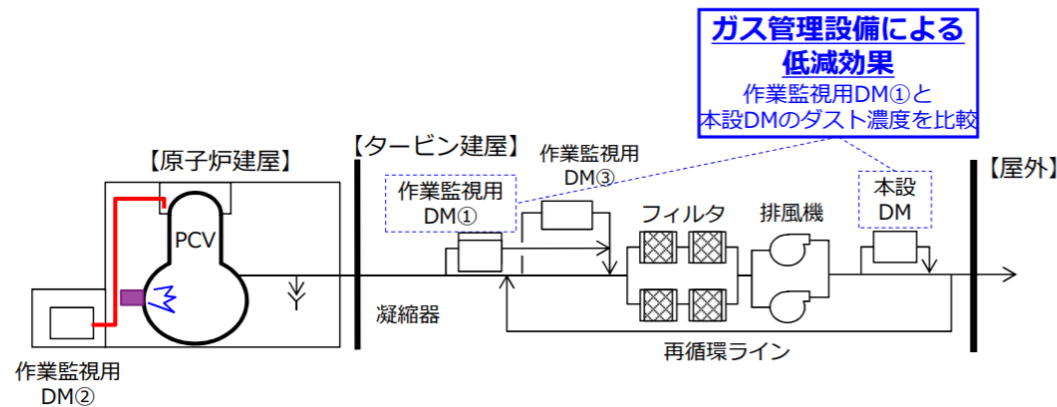 ガス管理設備による
低減効果
作業監視用DM①と
本設DMのダスト濃度を比較
【原子炉建屋】
【タービン建屋】
作業監視用
DM③
【屋外】
作業監視用
DM①
本設
DM
フィルタ
排風機
PCV
凝縮器
再循環ライン
作業監視用
DM②